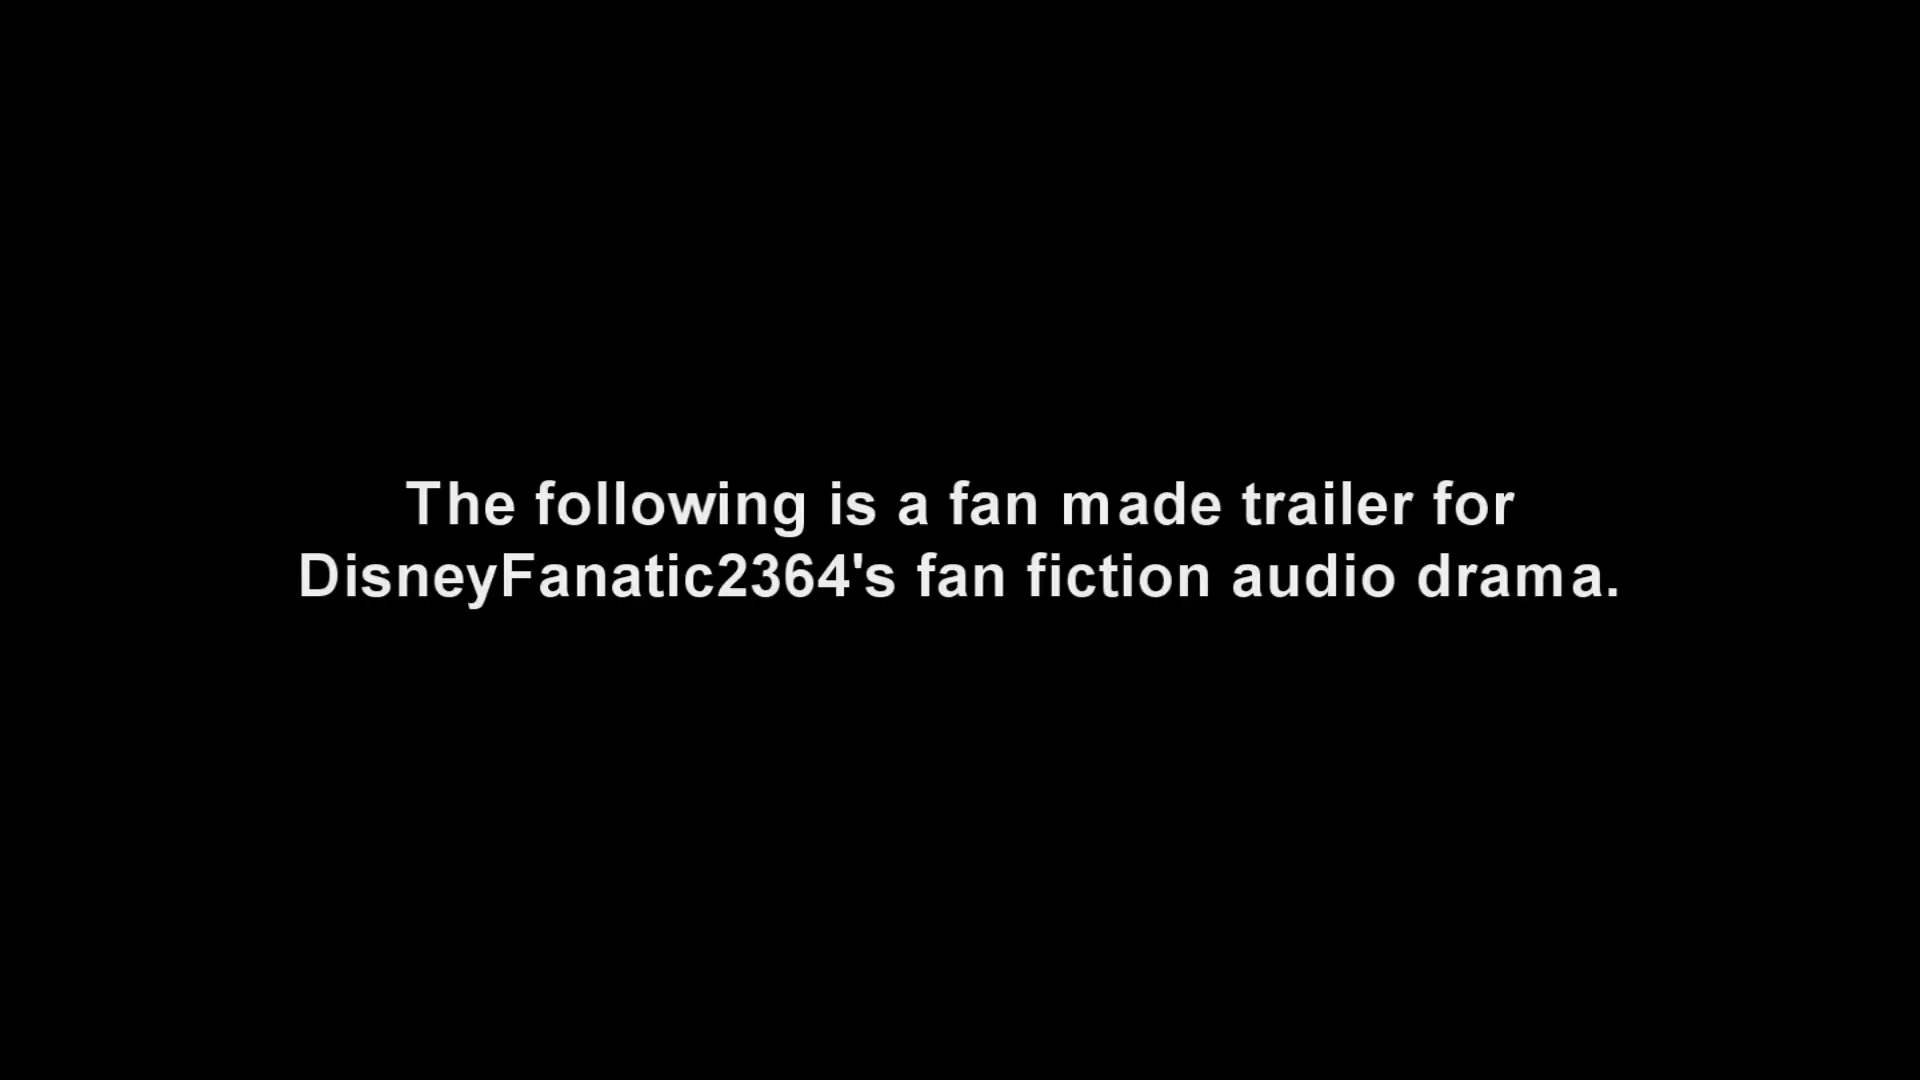 The following is a fan made trailer for
DisneyFanatic2364's fan fiction audio drama.